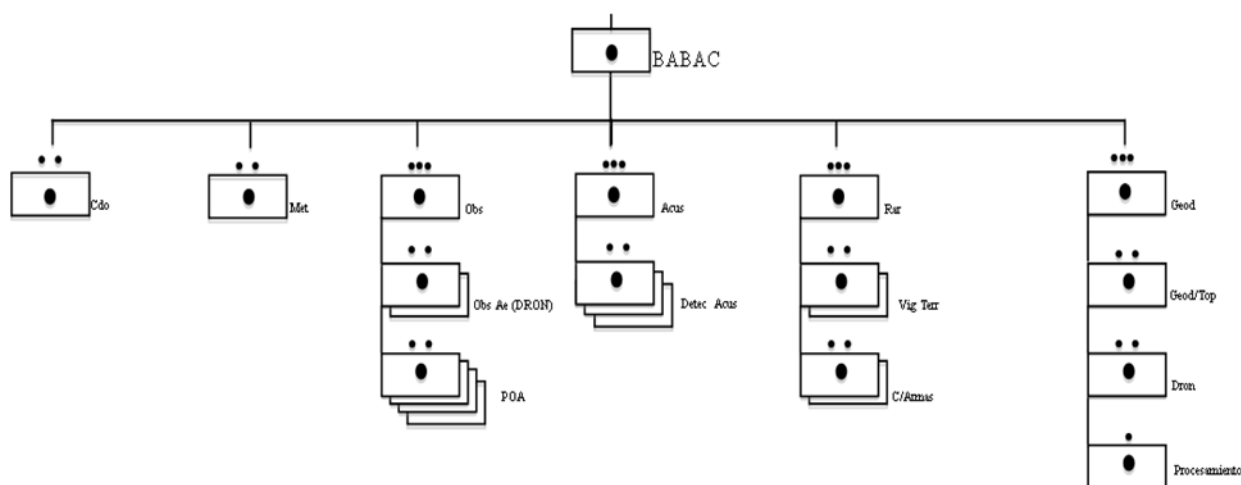 BABAC
Cdo
Met
Obs
Acus
Rar
Geod
Obs Ae (DRON)
Detec Acus
Vig Terr
Geod/Top
POA
C/Armas
Dron
Procesamiento